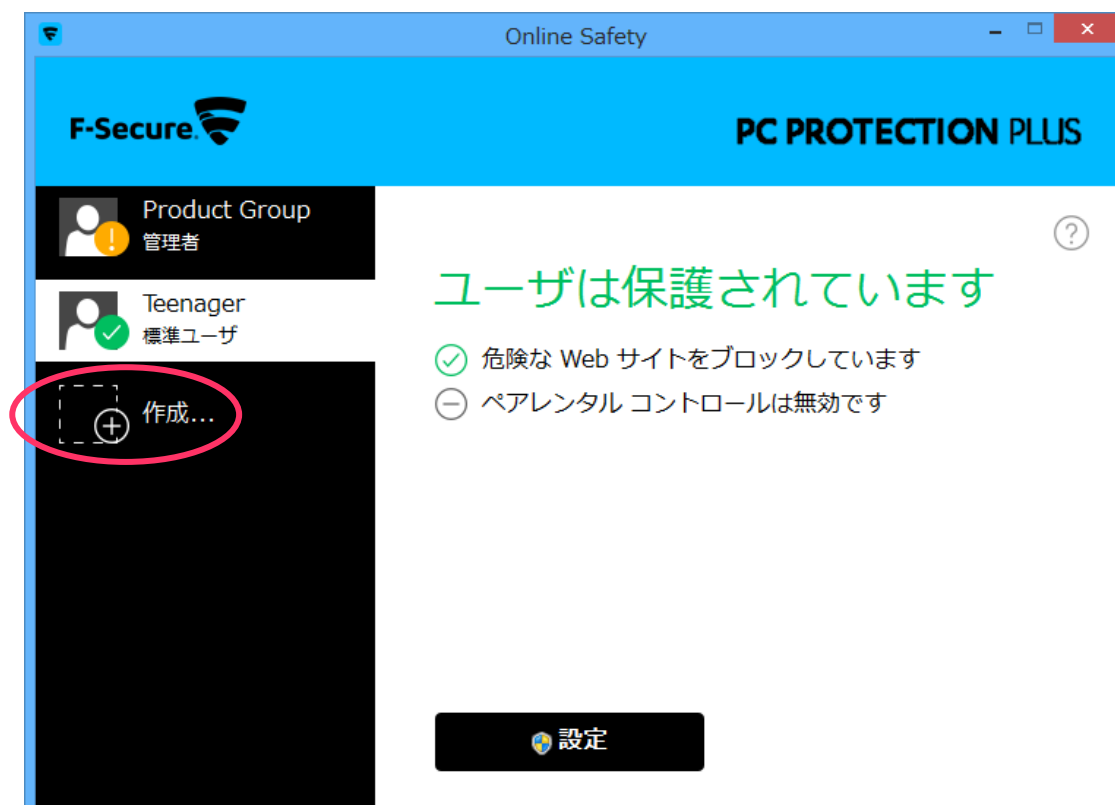 Online Safety
F-Secure.
PC PROTECTION PLUS
Product Group
管理者
Teenager
標準ユーザ
作成...
ユーザは保護されています
危険な Web サイトをブロックしています
ペアレンタル コントロールは無効です
設定